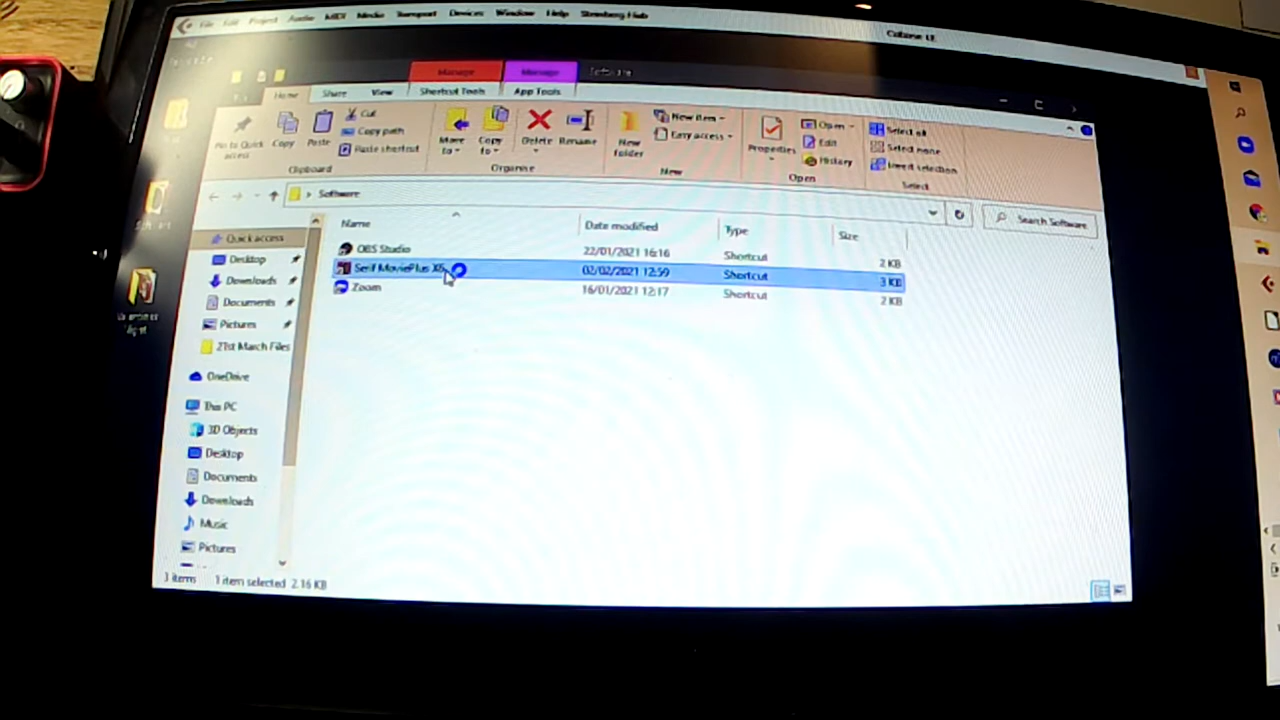 File Edit Project Audio MIDI Media Transport Devices Window Help Steinberg Hub
Cubase LE
Manage Manage Software
Home Share View Shortcut Tools App Tools
Pin to Quick access
Copy
Paste
Cut
Copy path
Paste shortcut
Clipboard
Move to
Copy to
Delete
Rename
Organise
New folder
New item
Easy access
New
Properties
Open
Edit
History
Open
Select all
Select none
Invert selection
Select
Software
Search Software
Name Date modified Type Size
OBS Studio 22/01/2021 16:16 Shortcut 2 KB
Serif MoviePlus X6 02/02/2021 12:59 Shortcut 3 KB
Zoom 16/01/2021 12:17 Shortcut 2 KB
Quick access
Desktop
Downloads
Documents
Pictures
21st March Files
OneDrive
This PC
3D Objects
Desktop
Documents
Downloads
Music
Pictures
3 items 1 item selected 2.16 KB